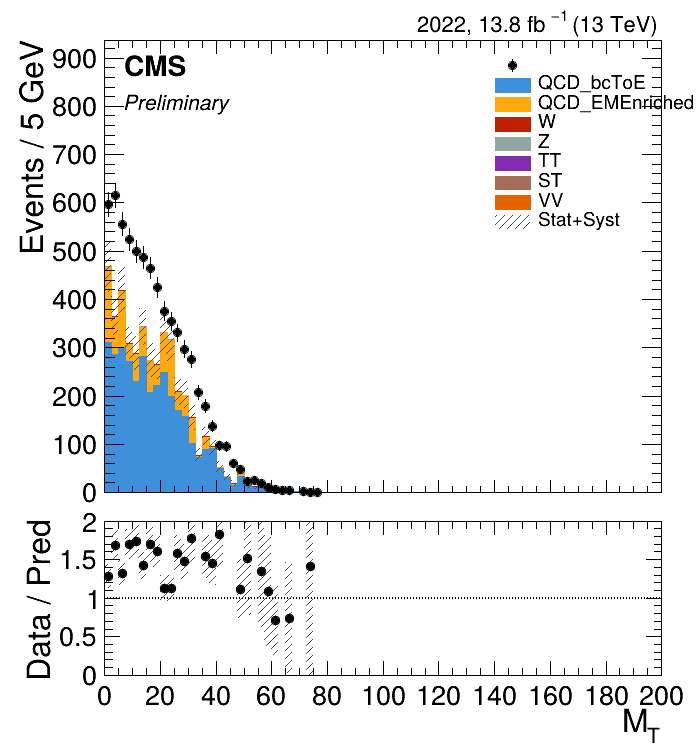 2022, 13.8 fb⁻¹ (13 TeV)
Events / 5 GeV
CMS
Preliminary
QCD_bcToE
QCD_EMEnriched
W
Z
TT
ST
VV
Stat+Syst
900
800
700
600
500
400
300
200
100
0
Data / Pred
2
1.5
1
0.5
0
0 20 40 60 80 100 120 140 160 180 200
M_T